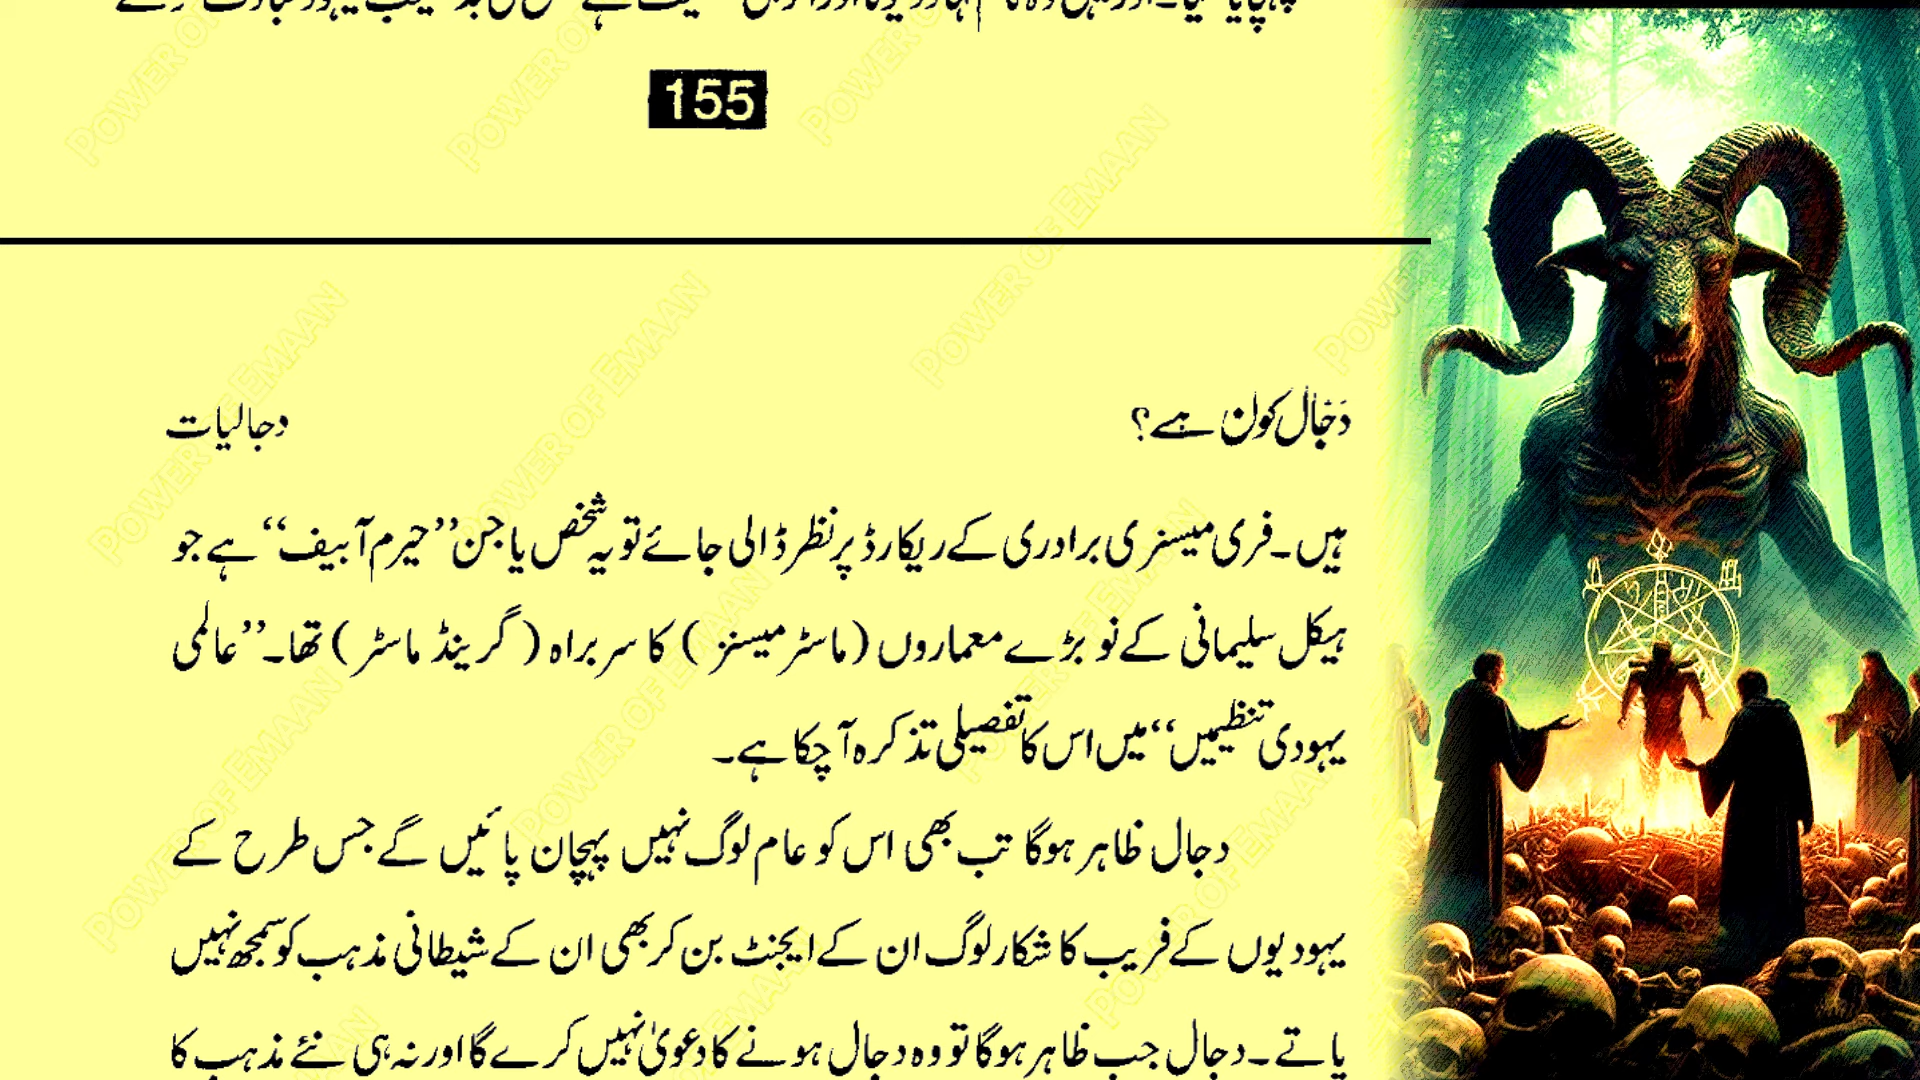 155
دَجّال کون ہے؟ دجالیات
ہیں۔ فری میسنری برادری کے ریکارڈ پر نظر ڈالی جائے تو یہ شخص یا جن ’’حیرم آبیف‘‘ ہے جو
ہیکل سلیمانی کے نو بڑے معماروں (ماسٹر میسنز) کا سربراہ (گرینڈ ماسٹر) تھا۔ ’’عالمی
یہودی تنظیمیں‘‘ میں اس کا تفصیلی تذکرہ آ چکا ہے۔
دجال ظاہر ہوگا تب بھی اس کو عام لوگ نہیں پہچان پائیں گے جس طرح کے
یہودیوں کے فریب کا شکار لوگ ان کے ایجنٹ بن کر بھی ان کے شیطانی مذہب کو سمجھ نہیں
پاتے۔ دجال جب ظاہر ہوگا تو وہ دجال ہونے کا دعویٰ نہیں کرے گا اور نہ ہی نئے مذہب کا
POWER OF EMAAN